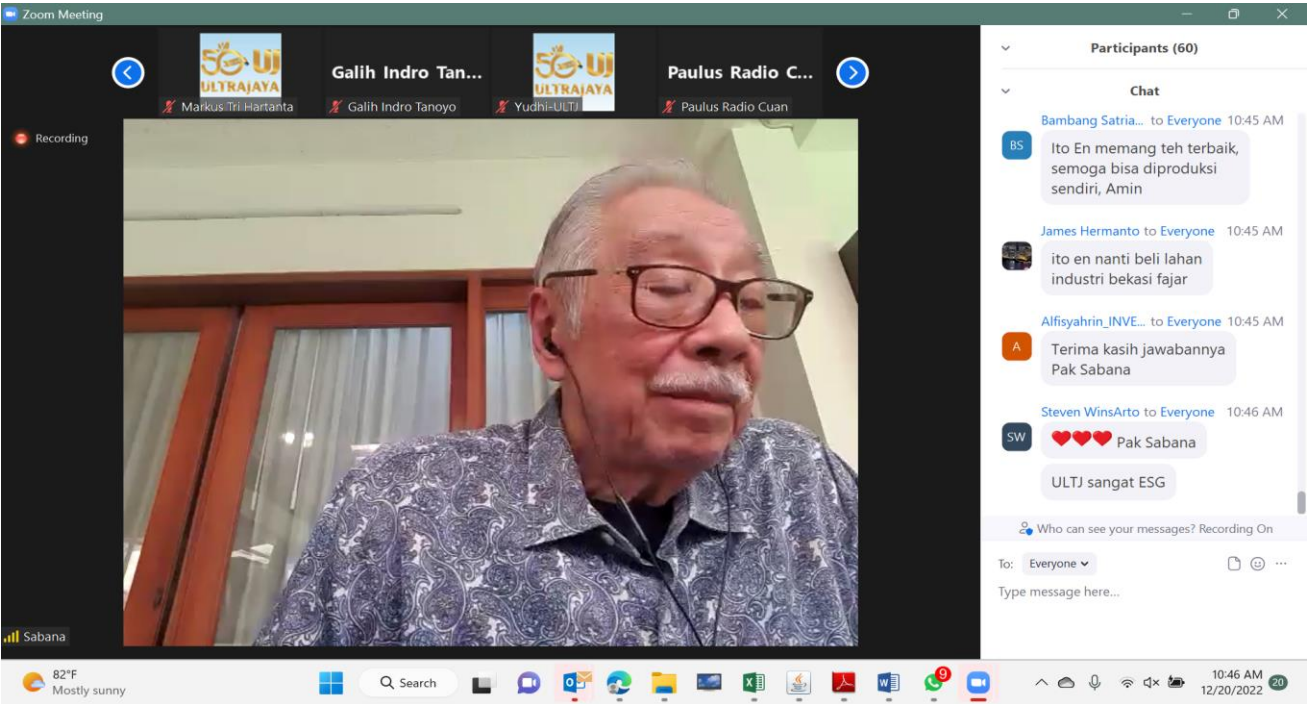 Zoom Meeting
50 UJ
ULTRAJAYA
Markus Tri Hartanta
Galih Indro Tan...
Galih Indro Tanoyo
50 UJ
ULTRAJAYA
Yudhi-ULTJ
Paulus Radio C...
Paulus Radio Cuan
Recording
Sabana
Participants (60)
Chat
Bambang Satria... to Everyone 10:45 AM
BS
Ito En memang teh terbaik,
semoga bisa diproduksi
sendiri, Amin
James Hermanto to Everyone 10:45 AM
ito en nanti beli lahan
industri bekasi fajar
Alfisyahrin_INVE... to Everyone 10:45 AM
A
Terima kasih jawabannya
Pak Sabana
Steven WinsArto to Everyone 10:46 AM
SW
❤❤❤ Pak Sabana
ULTJ sangat ESG
Who can see your messages? Recording On
To: Everyone
Type message here...
82°F
Mostly sunny
Search
9
10:46 AM
12/20/2022
20